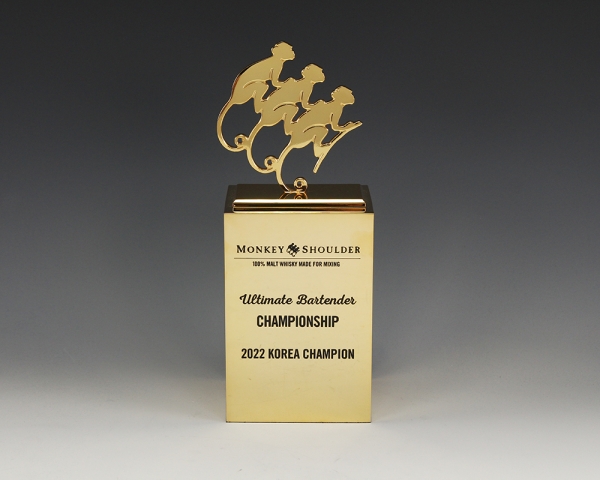 MONKEY SHOULDER
100% MALT WHISKY MADE FOR MIXING
Ultimate Bartender
CHAMPIONSHIP
2022 KOREA CHAMPION